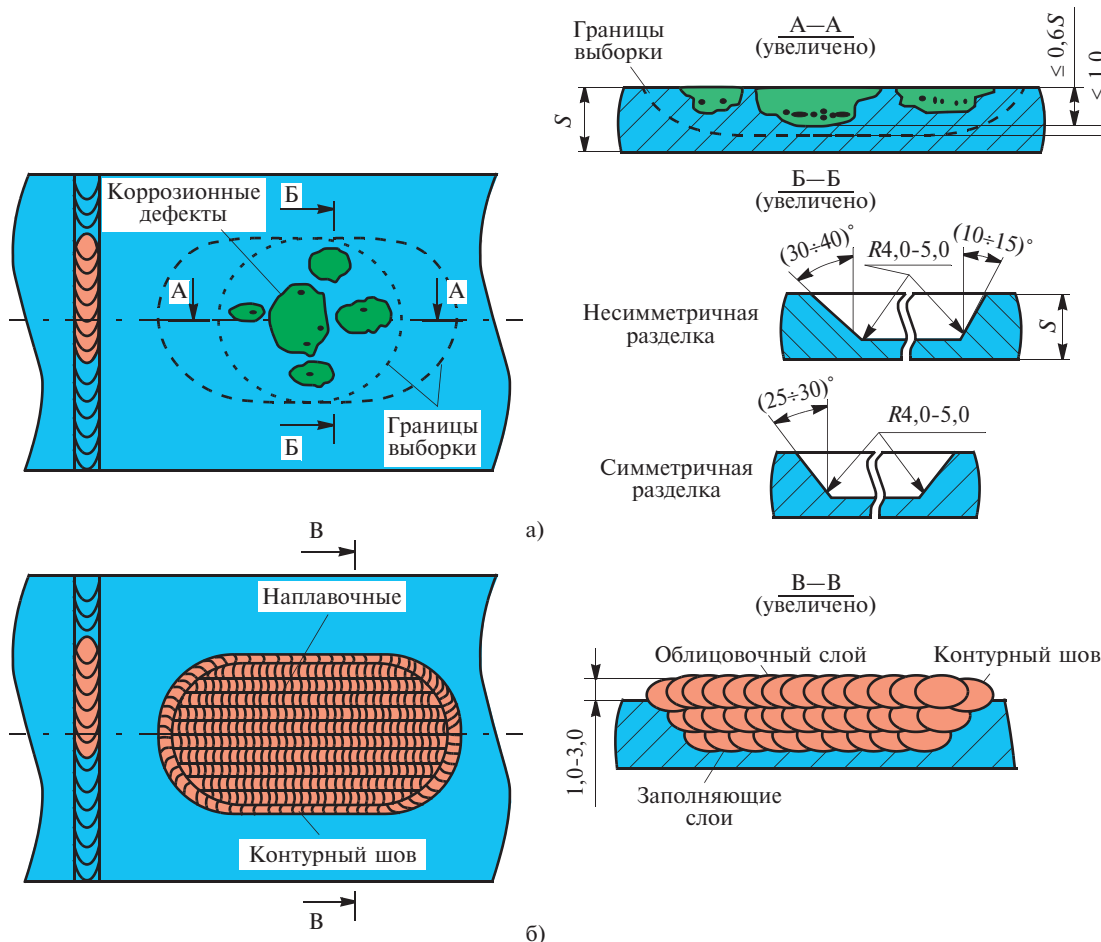 А—А
(увеличено)
Границы
выборки
≤ 0,6S
≤ 1,0
S
Коррозионные
дефекты
Б
А
А
Б
Границы
выборки
Б—Б
(увеличено)
(30÷40)°
R4,0-5,0
(10÷15)°
Несимметричная
разделка
S
(25÷30)°
R4,0-5,0
Симметричная
разделка
а)
В
Наплавочные
Контурный шов
В
В—В
(увеличено)
Облицовочный слой
Контурный шов
1,0-3,0
Заполняющие
слои
б)